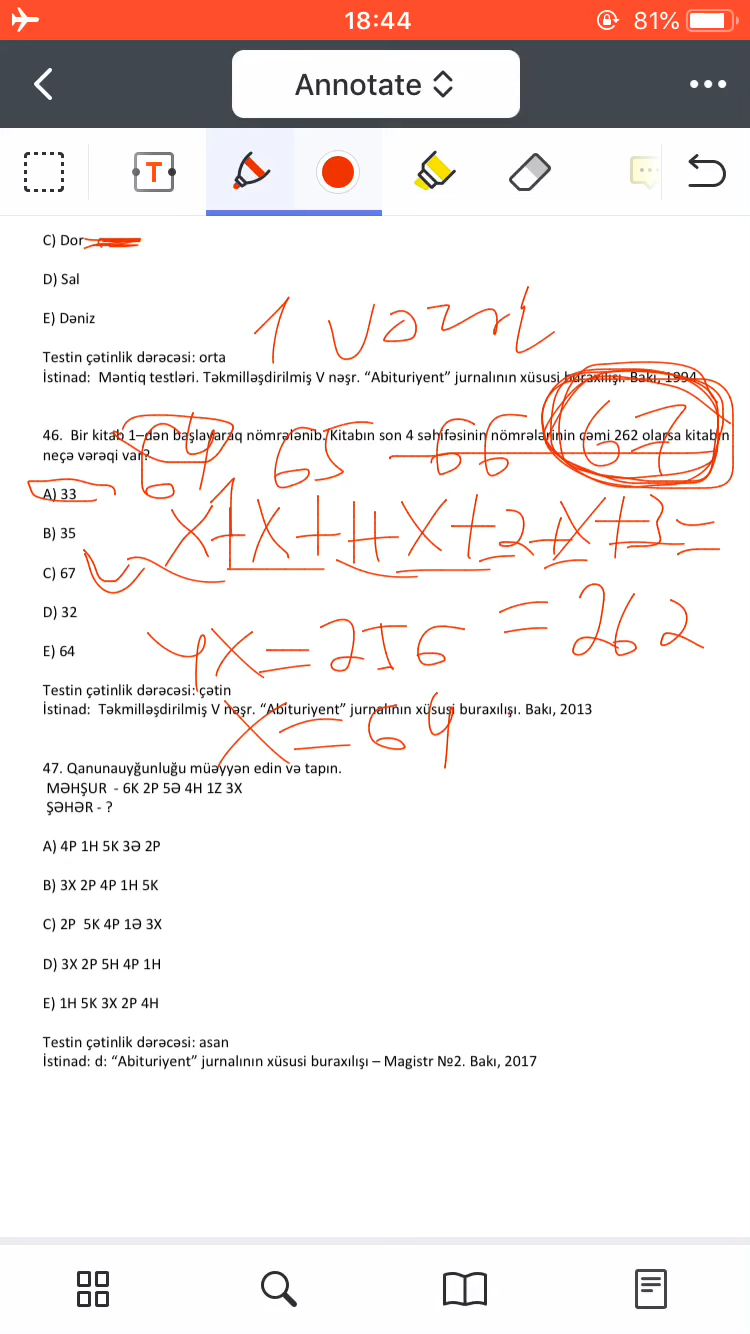 18:44
81%
Annotate
T
C) Dor
D) Sal
E) Dəniz
1 vərəq
Testin çətinlik dərəcəsi: orta
İstinad: Məntiq testləri. Təkmilləşdirilmiş V nəşr. “Abituriyent” jurnalının xüsusi buraxılışı. Bakı, 1994
46. Bir kitab 1–dən başlayaraq nömrələnib. Kitabın son 4 səhifəsinin nömrələrinin cəmi 262 olarsa kitabın
neçə vərəqi var?
64 65 66 67
A) 33
x+x+1+x+2+x+3=
B) 35
C) 67
D) 32
= 262
E) 64
4x=256
Testin çətinlik dərəcəsi: çətin
İstinad: Təkmilləşdirilmiş V nəşr. “Abituriyent” jurnalının xüsusi buraxılışı. Bakı, 2013
x=64
47. Qanunauyğunluğu müəyyən edin və tapın.
MƏHŞUR - 6K 2P 5Ə 4H 1Z 3X
ŞƏHƏR - ?
A) 4P 1H 5K 3Ə 2P
B) 3X 2P 4P 1H 5K
C) 2P 5K 4P 1Ə 3X
D) 3X 2P 5H 4P 1H
E) 1H 5K 3X 2P 4H
Testin çətinlik dərəcəsi: asan
İstinad: d: “Abituriyent” jurnalının xüsusi buraxılışı – Magistr №2. Bakı, 2017